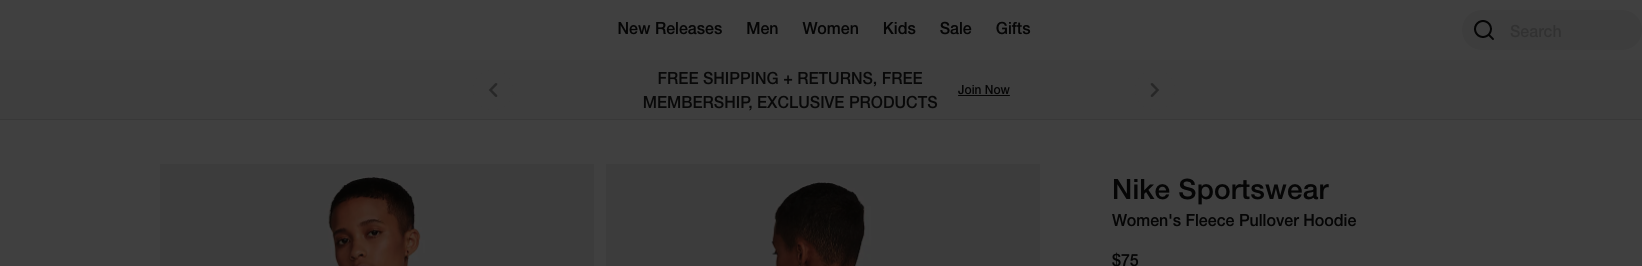 New Releases Men Women Kids Sale Gifts
Search
FREE SHIPPING + RETURNS, FREE
MEMBERSHIP, EXCLUSIVE PRODUCTS
Join Now
Nike Sportswear
Women's Fleece Pullover Hoodie
$75